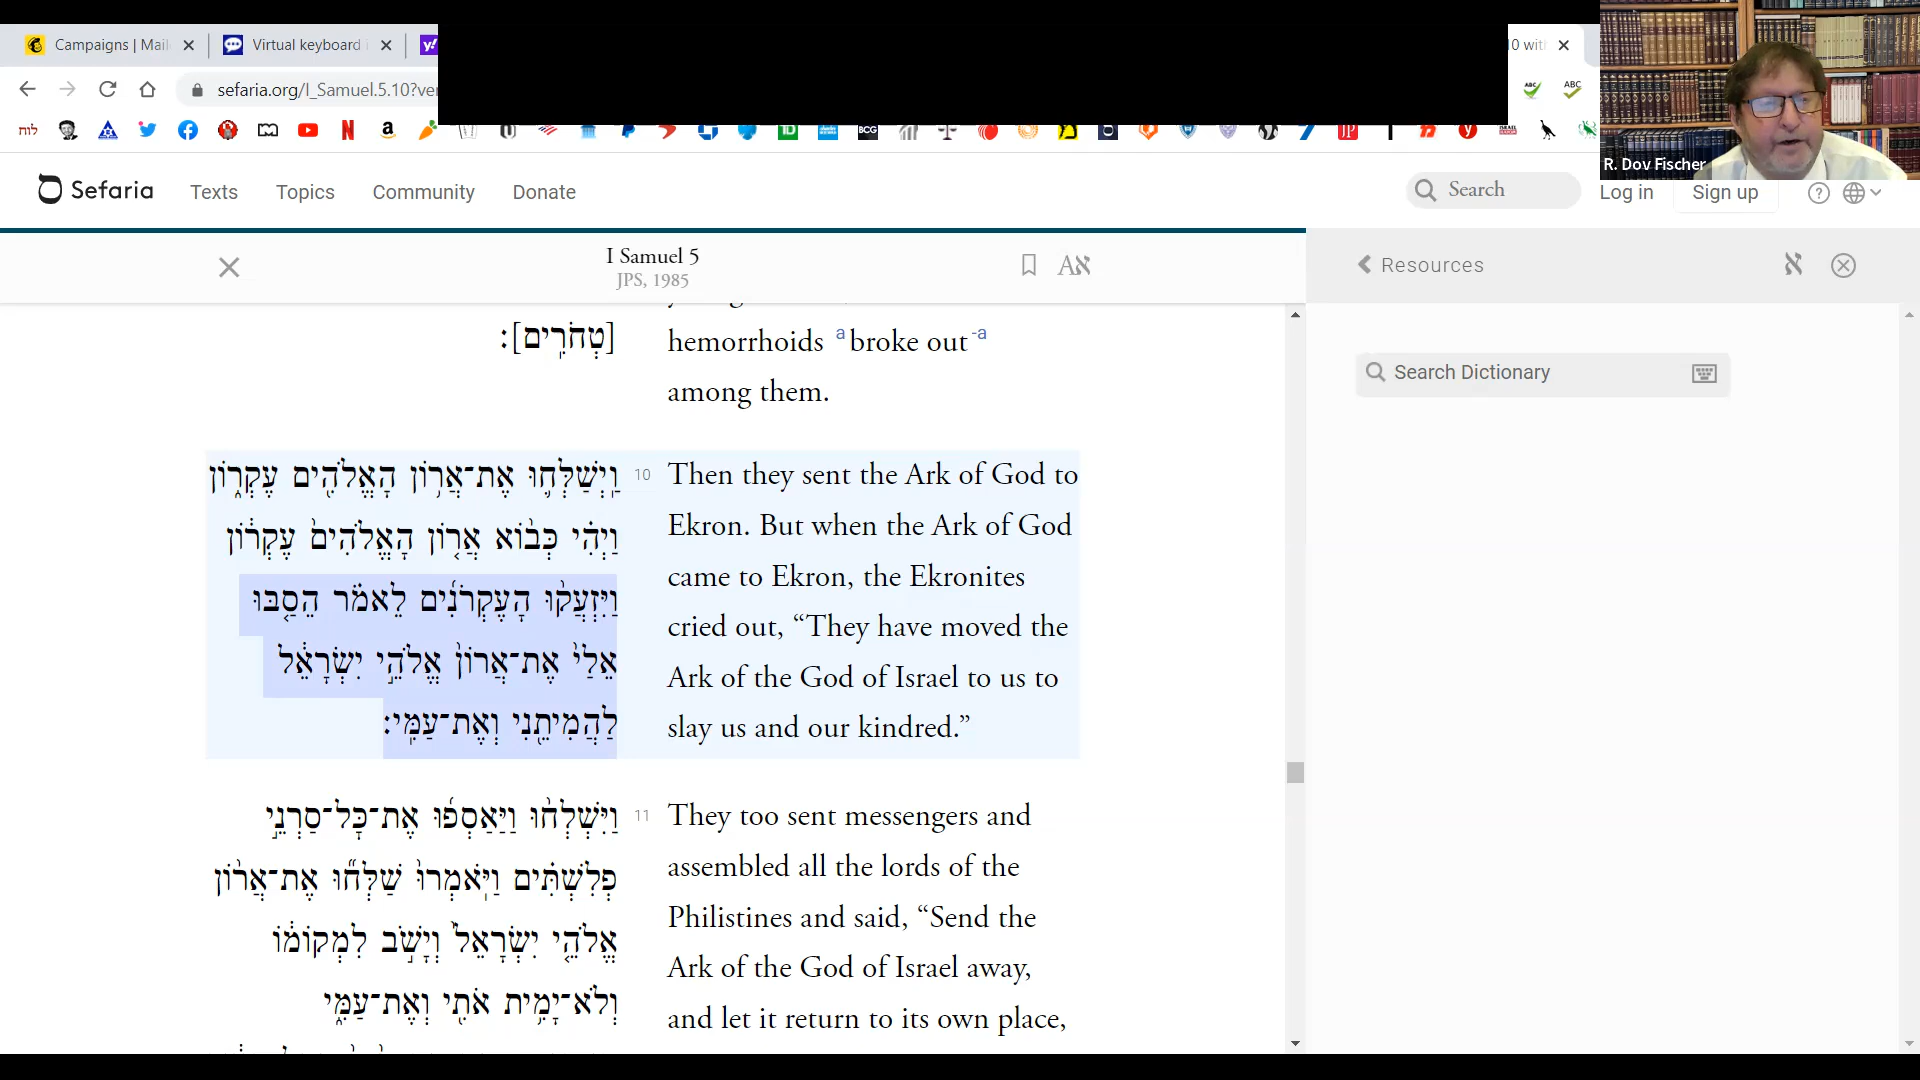 Campaigns | Mail
Virtual keyboard
10 with
sefaria.org/I_Samuel.5.10?ve
R. Dov Fischer
Sefaria
Texts
Topics
Community
Donate
Search
Log in
Sign up
I Samuel 5
JPS, 1985
Resources
Search Dictionary
[טְחֹרִֽים]׃
hemorrhoids a broke out -a
among them.
וַֽיְשַׁלְּח֛וּ אֶת־אֲר֥וֹן הָאֱלֹהִ֖ים עֶקְר֑וֹן
וַיְהִ֗י כְּב֨וֹא אֲר֤וֹן הָאֱלֹהִים֙ עֶקְר֔וֹן
וַיִּזְעֲק֨וּ הָעֶקְרֹנִ֜ים לֵאמֹ֗ר הֵסַ֤בּוּ
אֵלַי֙ אֶת־אֲרוֹן֙ אֱלֹהֵ֣י יִשְׂרָאֵ֔ל
לַהֲמִיתֵ֖נִי וְאֶת־עַמִּֽי׃
10 Then they sent the Ark of God to
Ekron. But when the Ark of God
came to Ekron, the Ekronites
cried out, “They have moved the
Ark of the God of Israel to us to
slay us and our kindred.”
וַיִּשְׁלְח֨וּ וַיַּאַסְפ֜וּ אֶת־כׇּל־סַרְנֵ֣י
פְלִשְׁתִּ֗ים וַיֹּֽאמְרוּ֙ שַׁלְּח֞וּ אֶת־אֲר֨וֹן
אֱלֹהֵ֤י יִשְׂרָאֵל֙ וְיָשֹׁ֣ב לִמְקוֹמ֔וֹ
וְלֹא־יָמִ֥ית אֹתִ֖י וְאֶת־עַמִּ֑י
11 They too sent messengers and
assembled all the lords of the
Philistines and said, “Send the
Ark of the God of Israel away,
and let it return to its own place,